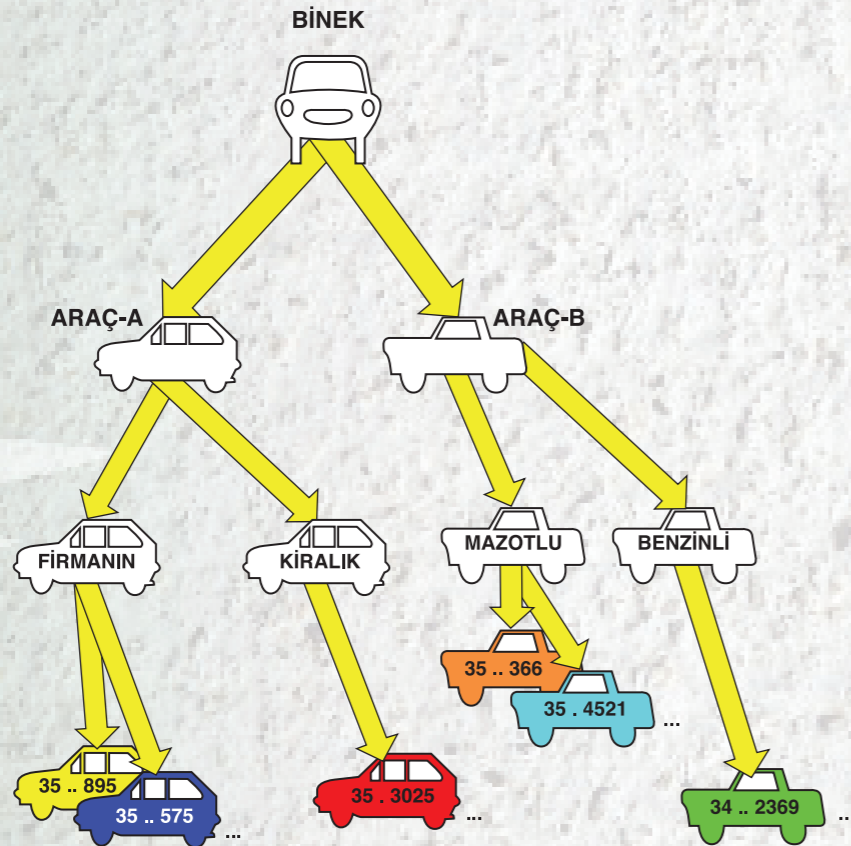 BİNEK
ARAÇ-A
ARAÇ-B
FİRMANIN
KİRALIK
MAZOTLU
BENZİNLİ
35 .. 366
35 . 4521
...
35 .. 895
35 .. 575
...
35 . 3025
...
34 .. 2369
...